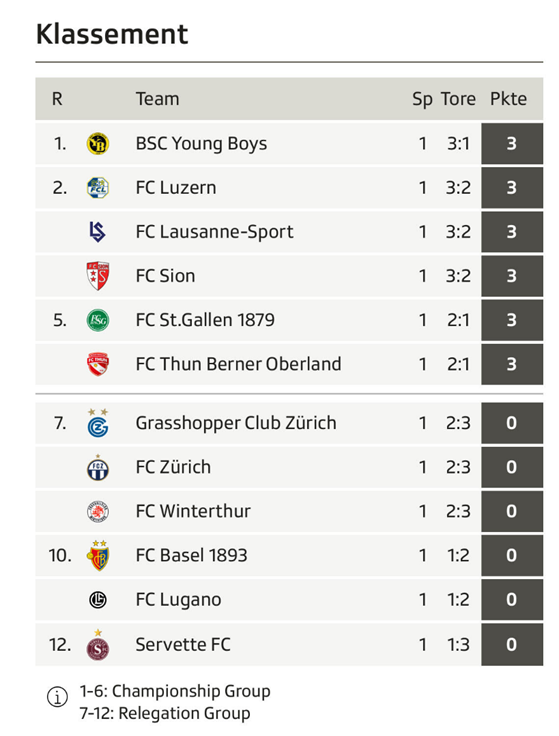 Klassement
R Team Sp Tore Pkte
1. BSC Young Boys 1 3:1 3
2. FC Luzern 1 3:2 3
FC Lausanne-Sport 1 3:2 3
FC Sion 1 3:2 3
5. FC St.Gallen 1879 1 2:1 3
FC Thun Berner Oberland 1 2:1 3
7. Grasshopper Club Zürich 1 2:3 0
FC Zürich 1 2:3 0
FC Winterthur 1 2:3 0
10. FC Basel 1893 1 1:2 0
FC Lugano 1 1:2 0
12. Servette FC 1 1:3 0
1-6: Championship Group
7-12: Relegation Group